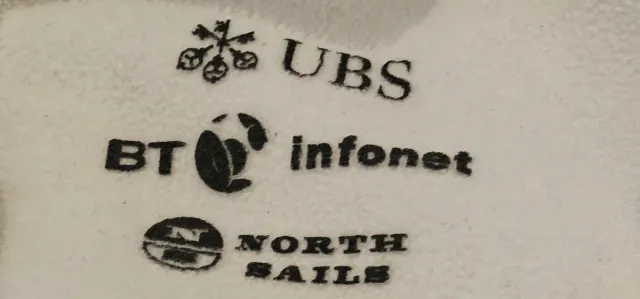 UBS
BT infonet
N NORTH
S SAILS